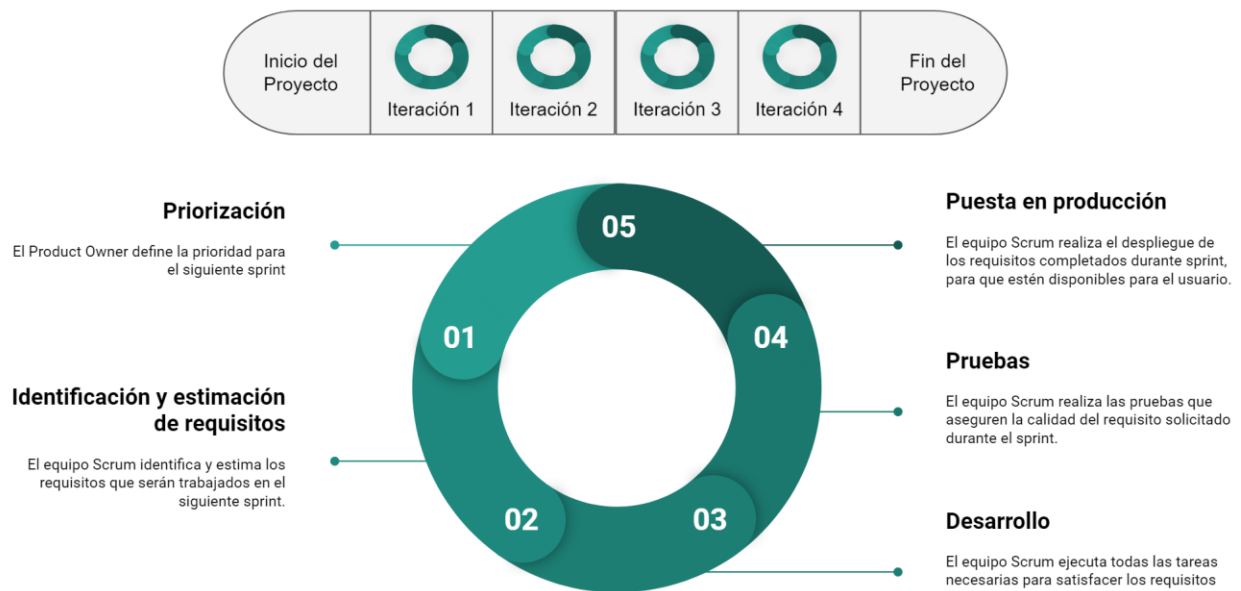 Inicio del
Proyecto
Iteración 1
Iteración 2
Iteración 3
Iteración 4
Fin del
Proyecto
Priorización
El Product Owner define la prioridad para
el siguiente sprint
01
Identificación y estimación
de requisitos
El equipo Scrum identifica y estima los
requisitos que serán trabajados en el
siguiente sprint.
02
03
Desarrollo
El equipo Scrum ejecuta todas las tareas
necesarias para satisfacer los requisitos
04
Pruebas
El equipo Scrum realiza las pruebas que
aseguren la calidad del requisito solicitado
durante el sprint.
05
Puesta en producción
El equipo Scrum realiza el despliegue de
los requisitos completados durante sprint,
para que estén disponibles para el usuario.